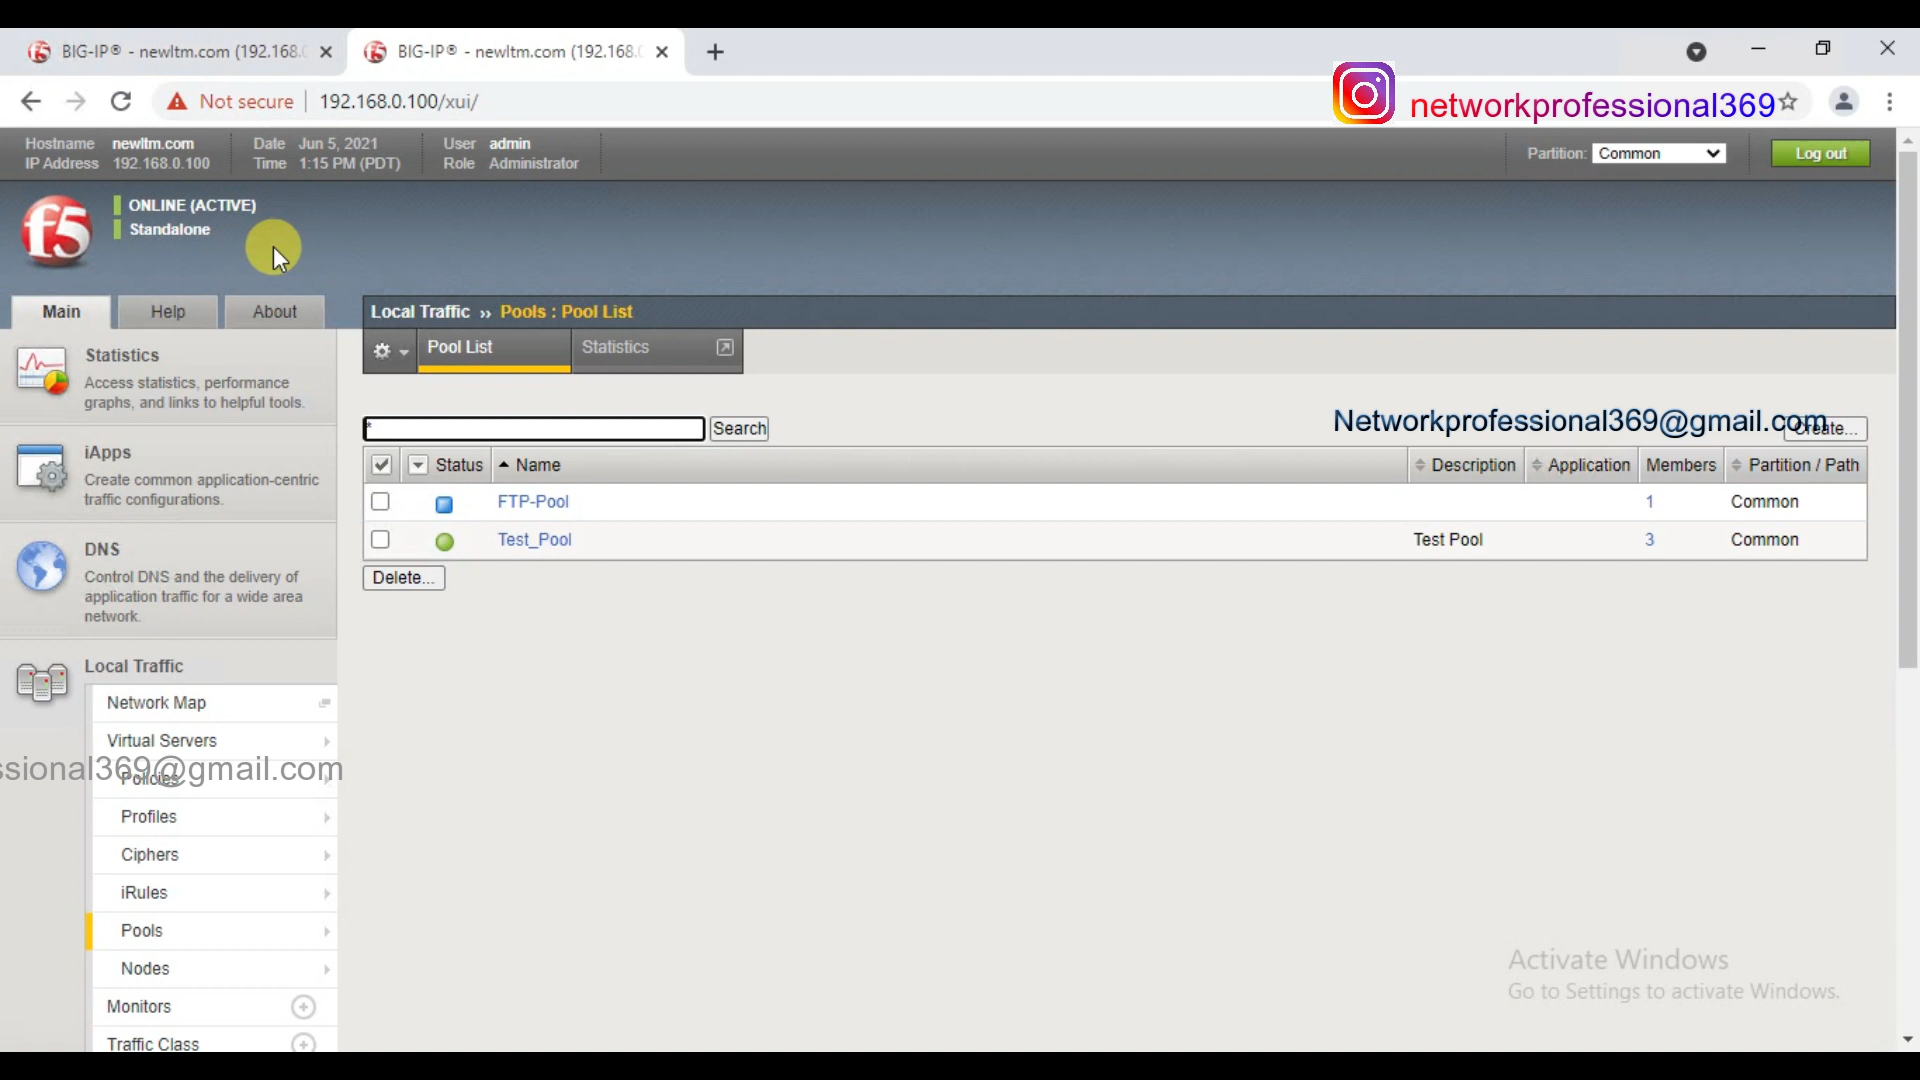 BIG-IP® - newltm.com (192.168.
BIG-IP® - newltm.com (192.168.
Not secure
192.168.0.100/xui/
networkprofessional369
Hostname newltm.com
IP Address 192.168.0.100
Date Jun 5, 2021
Time 1:15 PM (PDT)
User admin
Role Administrator
Partition: Common
Log out
f5
ONLINE (ACTIVE)
Standalone
Main
Help
About
Local Traffic ›› Pools : Pool List
Pool List
Statistics
Statistics
Access statistics, performance
graphs, and links to helpful tools.
iApps
Create common application-centric
traffic configurations.
DNS
Control DNS and the delivery of
application traffic for a wide area
network.
Local Traffic
Network Map
Virtual Servers
ssional369@gmail.com
Policies
Profiles
Ciphers
iRules
Pools
Nodes
Monitors
Traffic Class
*
Search
Networkprofessional369@gmail.com
Create...
Status Name Description Application Members Partition / Path
FTP-Pool 1 Common
Test_Pool Test Pool 3 Common
Delete...
Activate Windows
Go to Settings to activate Windows.